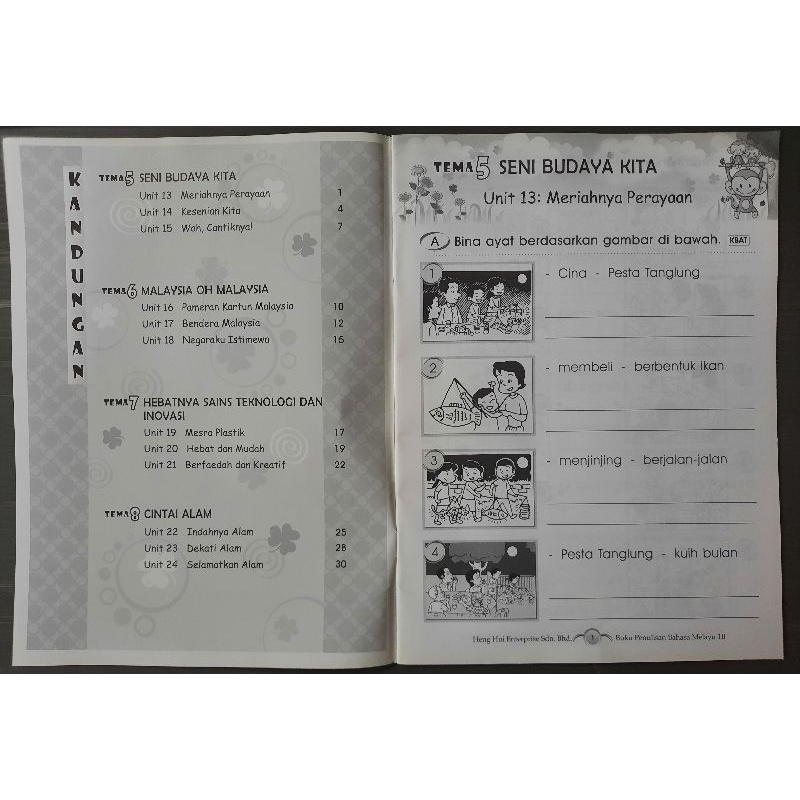 KANDUNGAN
TEMA 5 SENI BUDAYA KITA
Unit 13 Meriahnya Perayaan 1
Unit 14 Kesenian Kita 4
Unit 15 Wah, Cantiknya! 7
TEMA 6 MALAYSIA OH MALAYSIA
Unit 16 Pameran Kartun Malaysia 10
Unit 17 Bendera Malaysia 12
Unit 18 Negaraku Istimewa 15
TEMA 7 HEBATNYA SAINS TEKNOLOGI DAN
INOVASI
Unit 19 Mesra Plastik 17
Unit 20 Hebat dan Mudah 19
Unit 21 Berfaedah dan Kreatif 22
TEMA 8 CINTAI ALAM
Unit 22 Indahnya Alam 25
Unit 23 Dekati Alam 28
Unit 24 Selamatkan Alam 30
TEMA 5 SENI BUDAYA KITA
Unit 13: Meriahnya Perayaan
A Bina ayat berdasarkan gambar di bawah. KBAT
1 - Cina - Pesta Tanglung
2 - membeli - berbentuk ikan
3 - menjinjing - berjalan-jalan
4 - Pesta Tanglung - kuih bulan
Heng Hui Enterprise Sdn. Bhd. 1 Buku Penulisan Bahasa Melayu 1B